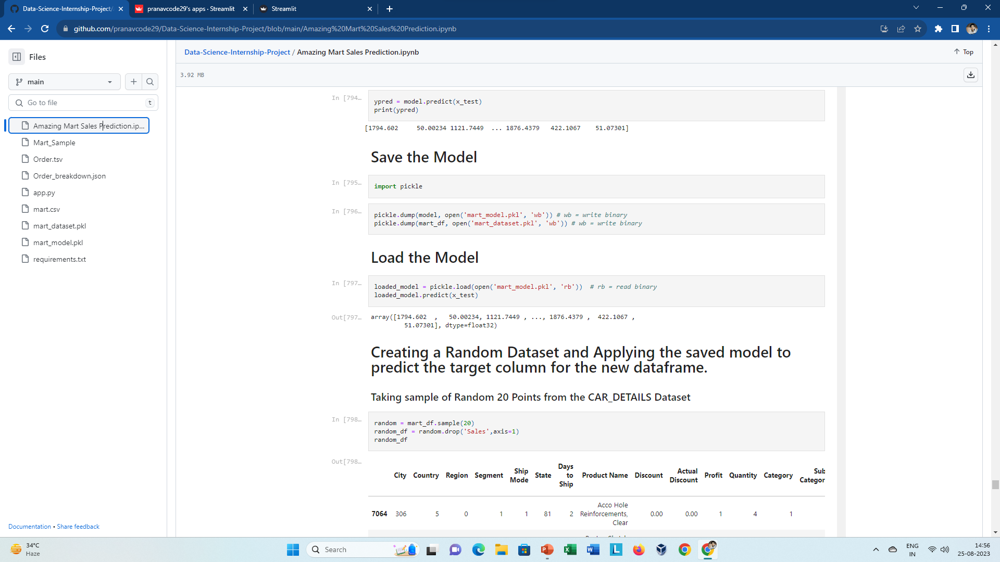 Data-Science-Internship-Project/
pranavcode29's apps · Streamlit
Streamlit
github.com/pranavcode29/Data-Science-Internship-Project/blob/main/Amazing%20Mart%20Sales%20Prediction.ipynb
Files
Data-Science-Internship-Project / Amazing Mart Sales Prediction.ipynb
Top
main
3.92 MB
Go to file
t
Amazing Mart Sales Prediction.ip...
Mart_Sample
Order.tsv
Order_breakdown.json
app.py
mart.csv
mart_dataset.pkl
mart_model.pkl
requirements.txt
Documentation • Share feedback
In [794…
ypred = model.predict(x_test)
print(ypred)
[1794.602     50.00234 1121.7449  ... 1876.4379   422.1067    51.07301]
Save the Model
In [795…
import pickle
In [796…
pickle.dump(model, open('mart_model.pkl', 'wb')) # wb = write binary
pickle.dump(mart_df, open('mart_dataset.pkl', 'wb')) # wb = write binary
Load the Model
In [797…
loaded_model = pickle.load(open('mart_model.pkl', 'rb'))  # rb = read binary
loaded_model.predict(x_test)
Out[797…
array([1794.602  ,   50.00234, 1121.7449 , ..., 1876.4379 ,  422.1067 ,
51.07301], dtype=float32)
Creating a Random Dataset and Applying the saved model to
predict the target column for the new dataframe.
Taking sample of Random 20 Points from the CAR_DETAILS Dataset
In [798…
random = mart_df.sample(20)
random_df = random.drop('Sales',axis=1)
random_df
Out[798…
City Country Region Segment Ship Mode State Days to Ship Product Name Discount Actual Discount Profit Quantity Category Sub Categor
7064 306 5 0 1 1 81 2 Acco Hole Reinforcements, Clear 0.00 0.00 1 4 1
34°C
Haze
Search
ENG
IN
14:56
25-08-2023